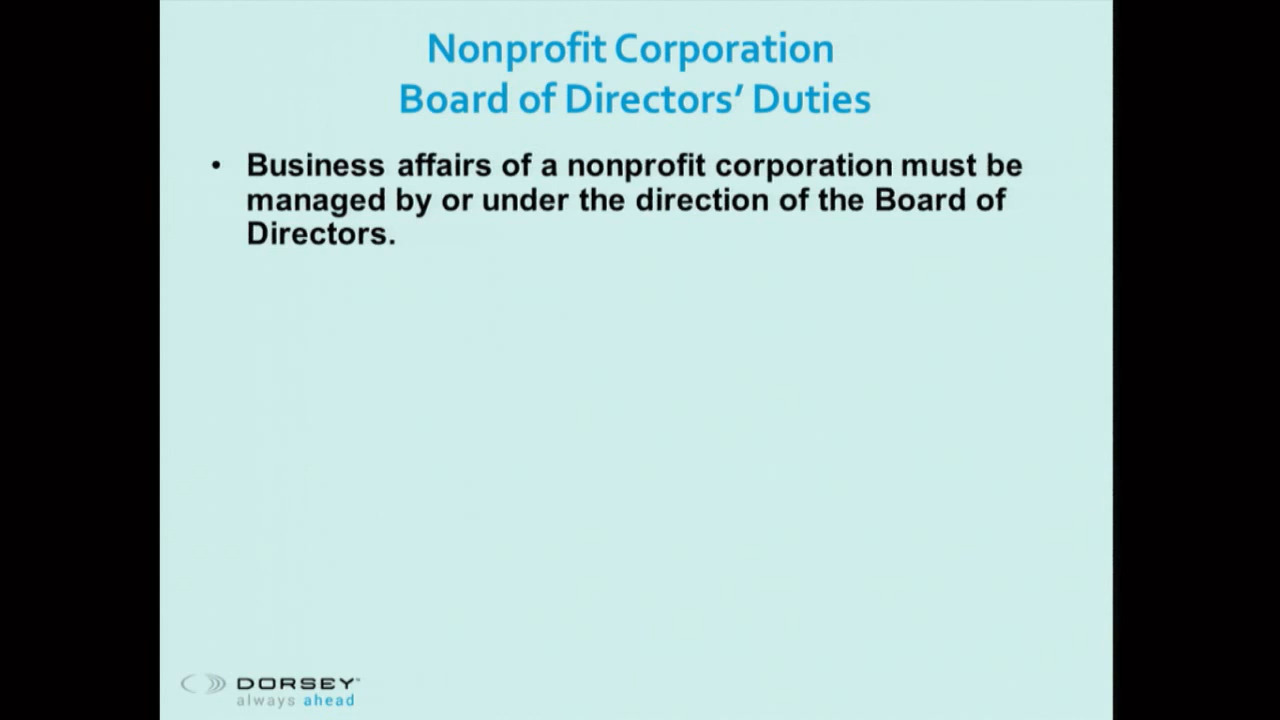 Nonprofit Corporation
Board of Directors’ Duties
• Business affairs of a nonprofit corporation must be
managed by or under the direction of the Board of
Directors.
DORSEY
always ahead